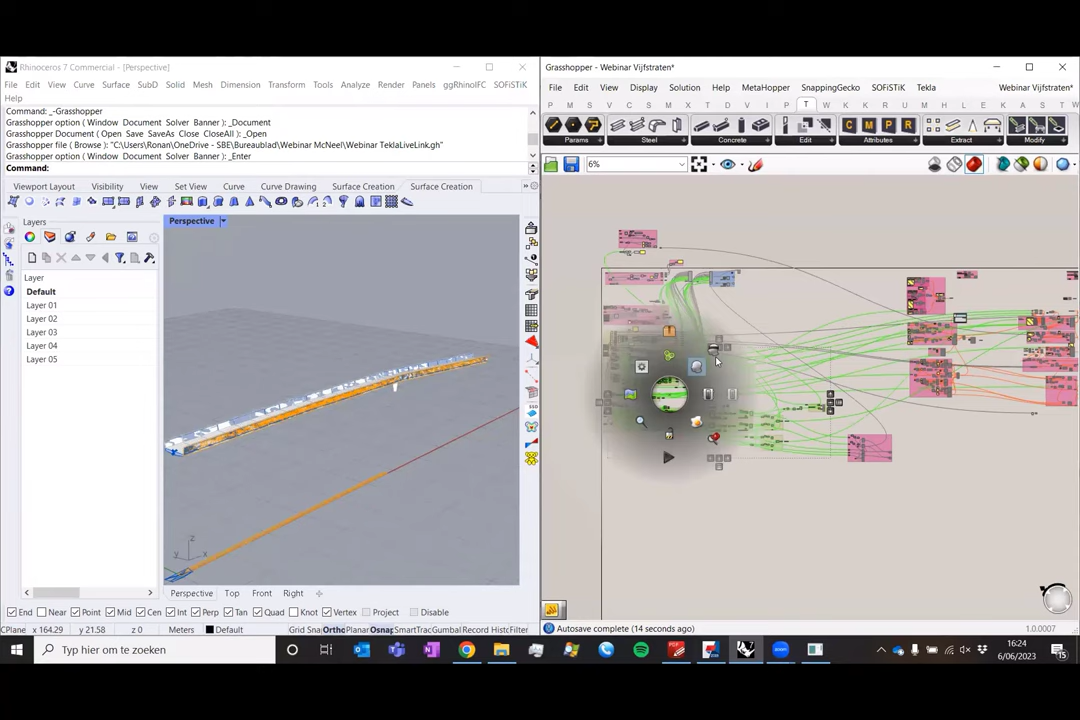 Rhinoceros 7 Commercial - [Perspective]
File Edit View Curve Surface SubD Solid Mesh Dimension Transform Tools Analyze Render Panels ggRhinoIFC SOFiSTiK
Help
Command: _-Grasshopper
Grasshopper option ( Window Document Solver Banner ): _Document
Grasshopper Document ( Open Save SaveAs Close CloseAll ): _Open
Grasshopper file ( Browse ): "C:\Users\Ronan\OneDrive - SBE\Bureaublad\Webinar McNeel\Webinar TeklaLiveLink.gh"
Grasshopper option ( Window Document Solver Banner ): _Enter
Command:
Viewport Layout Visibility View Set View Curve Curve Drawing Surface Creation Surface Creation
Layers
Layer
Default
Layer 01
Layer 02
Layer 03
Layer 04
Layer 05
Perspective
z
y
x
Perspective Top Front Right
End Near Point Mid Cen Int Perp Tan Quad Knot Vertex Project Disable
CPlane x 164.29 y 21.58 z 0 Meters Default Grid Sna Ortho Planar Osnap SmartTrac Gumbal Record Histo Filter
Grasshopper - Webinar Vijfstraten*
File Edit View Display Solution Help MetaHopper SnappingGecko SOFiSTiK Tekla Webinar Vijfstraten*
Params Steel Concrete Edit Attributes Extract Modify
C M P R
6%
Autosave complete (14 seconds ago)
1.0.0007
Typ hier om te zoeken
16:24
6/06/2023
15